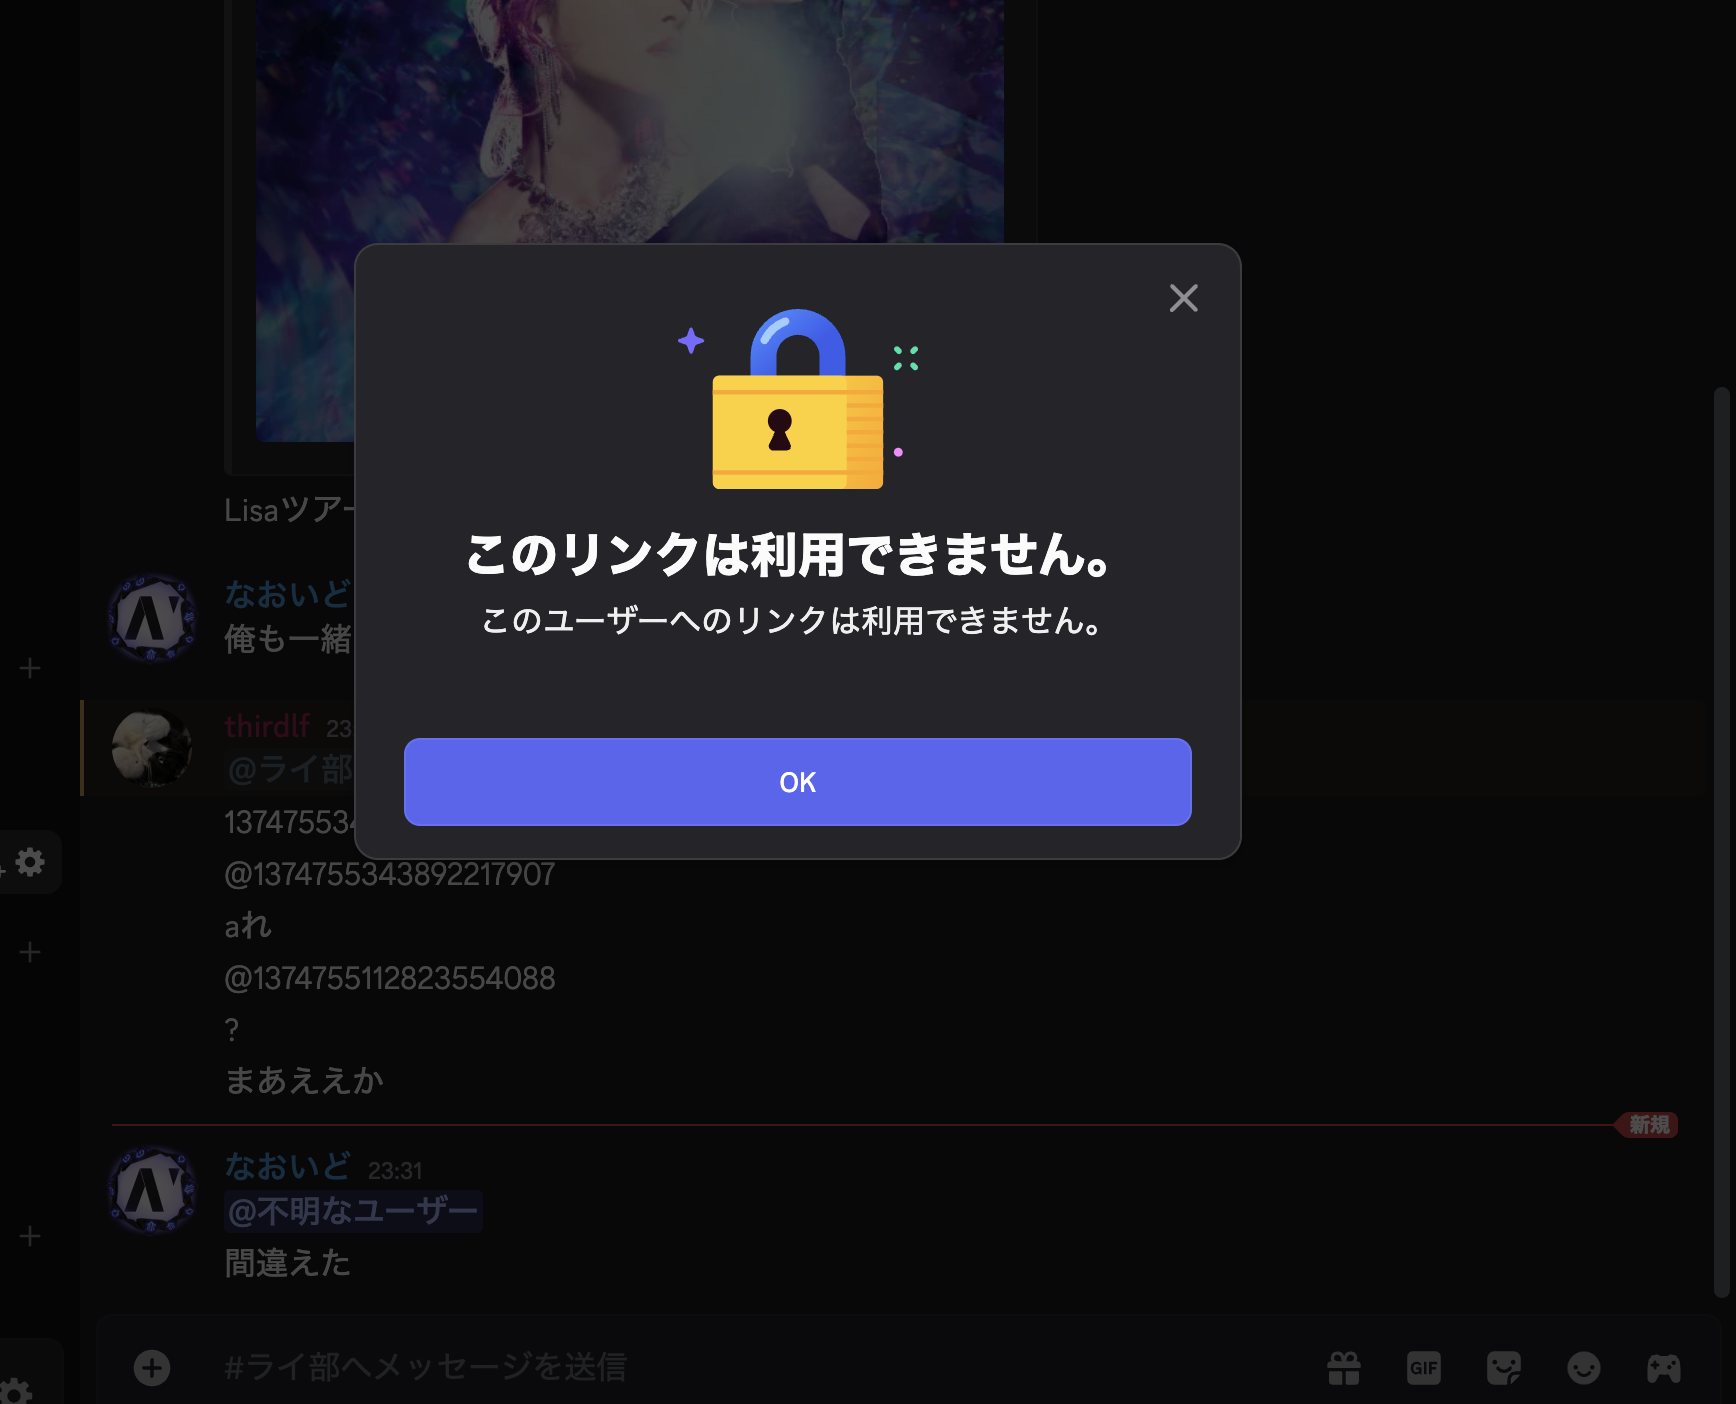 Lisaツアー
このリンクは利用できません。
このユーザーへのリンクは利用できません。
OK
なおいど
俺も一緒
thirdlf 23
@ライ部
137475534
@1374755343892217907
aれ
@1374755112823554088
?
まあええか
新規
なおいど 23:31
@不明なユーザー
間違えた
#ライ部へメッセージを送信
GIF